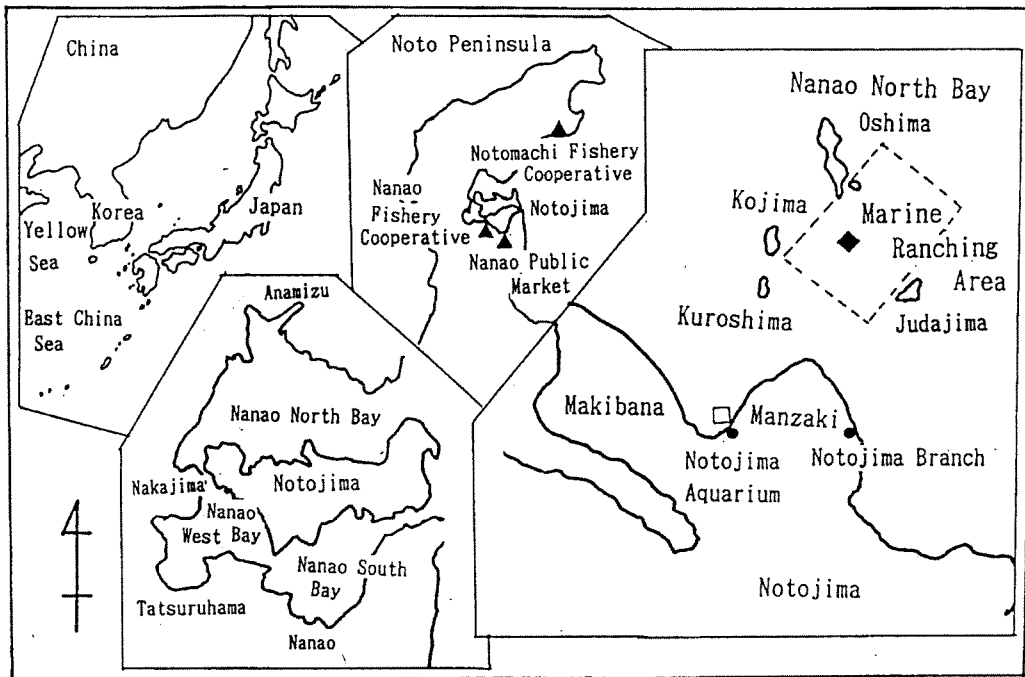 China
Korea
Japan
Yellow
Sea
East China
Sea
Noto Peninsula
Notomachi Fishery
Cooperative
Nanao
Fishery
Cooperative
Notojima
Nanao Public
Market
Nanao North Bay
Oshima
Kojima
Marine
Ranching
Area
Kuroshima
Judajima
Makibana
Manzaki
Notojima
Aquarium
Notojima Branch
Notojima
Anamizu
Nanao North Bay
Nakajima
Notojima
Nanao
West Bay
Nanao South
Bay
Tatsuruhama
Nanao